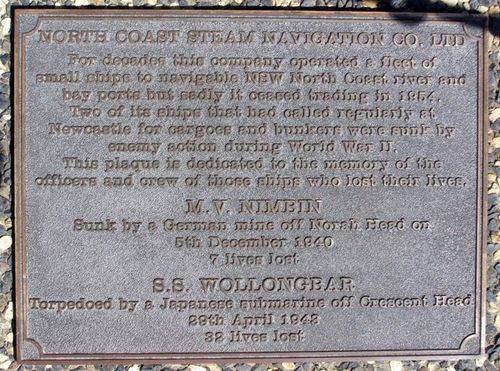 NORTH COAST STEAM NAVIGATION CO. LTD
For decades this company operated a fleet of
small ships to navigable NSW North Coast river and
bay ports but sadly it ceased trading in 1954.
Two of its ships that had called regularly at
Newcastle for cargoes and bunkers were sunk by
enemy action during World War II.
This plaque is dedicated to the memory of the
officers and crew of those ships who lost their lives.
M.V. NIMBIN
Sunk by a German mine off Norah Head on
5th December 1940
7 lives lost
S.S. WOLLONGBAR
Torpedoed by a Japanese submarine off Crescent Head
29th April 1943
32 lives lost